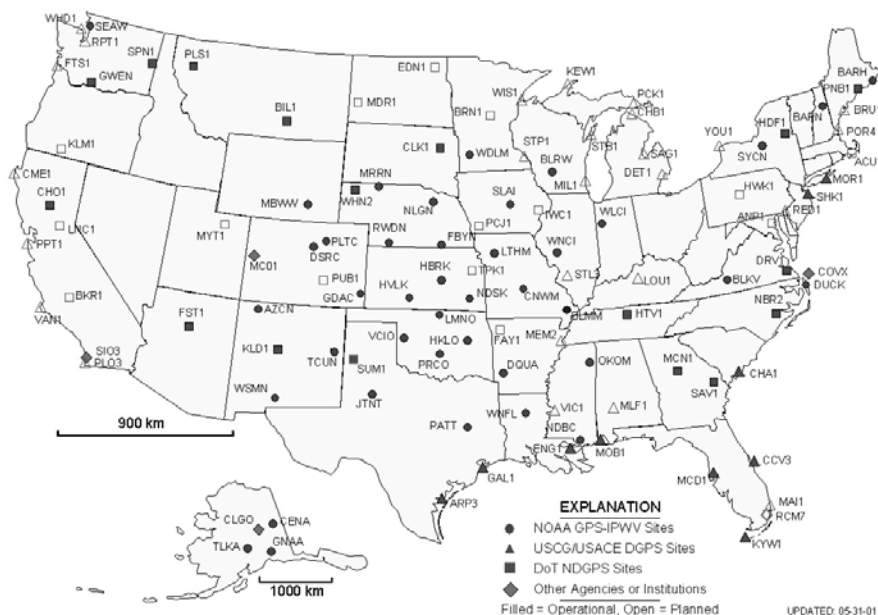 WHD1
SEAW
RPT1
FTS1
SPN1
GWEN
PLS1
BIL1
EDN1
MDR1
BRN1
WIS1
KEW1
PCK1
CHB1
BARH
PNB1
BRU1
BARN
POR4
HDF1
YOU1
SYCN
ACU
MOR1
SHK1
KLM1
CLK1
WDLM
STP1
BLRW
STB1
SAG1
MIL1
DET1
CME1
CHO1
MRRN
WHN2
MBWW
NLGN
SLAI
HWK1
RED1
ANP1
LNC1
PPT1
MYT1
RWDN
FBYN
PCJ1
IWC1
WLCI
PLTC
DSRC
MC01
PUB1
GDAC
HVLK
HBRK
TPK1
NDSK
LTHM
WNCI
STL3
CNWM
LOU1
DRV1
COVX
DUCK
BLKV
NBR2
BKR1
VAN1
FST1
AZCN
LMNO
VCIO
HKLO
PRCO
FAY1
MEM2
BLMM
HTV1
SIO3
PLO3
KLD1
TCUN
SUM1
JTNT
WSMN
DQUA
OKOM
MCN1
SAV1
CHA1
900 km
PATT
WNFL
VIC1
NDBC
MLF1
ENG1
MOB1
GAL1
ARP3
CCV3
MCD1
MAI1
RCM7
KYW1
CLGO
CENA
TLKA
GNAA
1000 km
EXPLANATION
NOAA GPS-IPWV Sites
USCG/USACE DGPS Sites
DoT NDGPS Sites
Other Agencies or Institutions
Filled = Operational, Open = Planned
UPDATED: 05-31-01